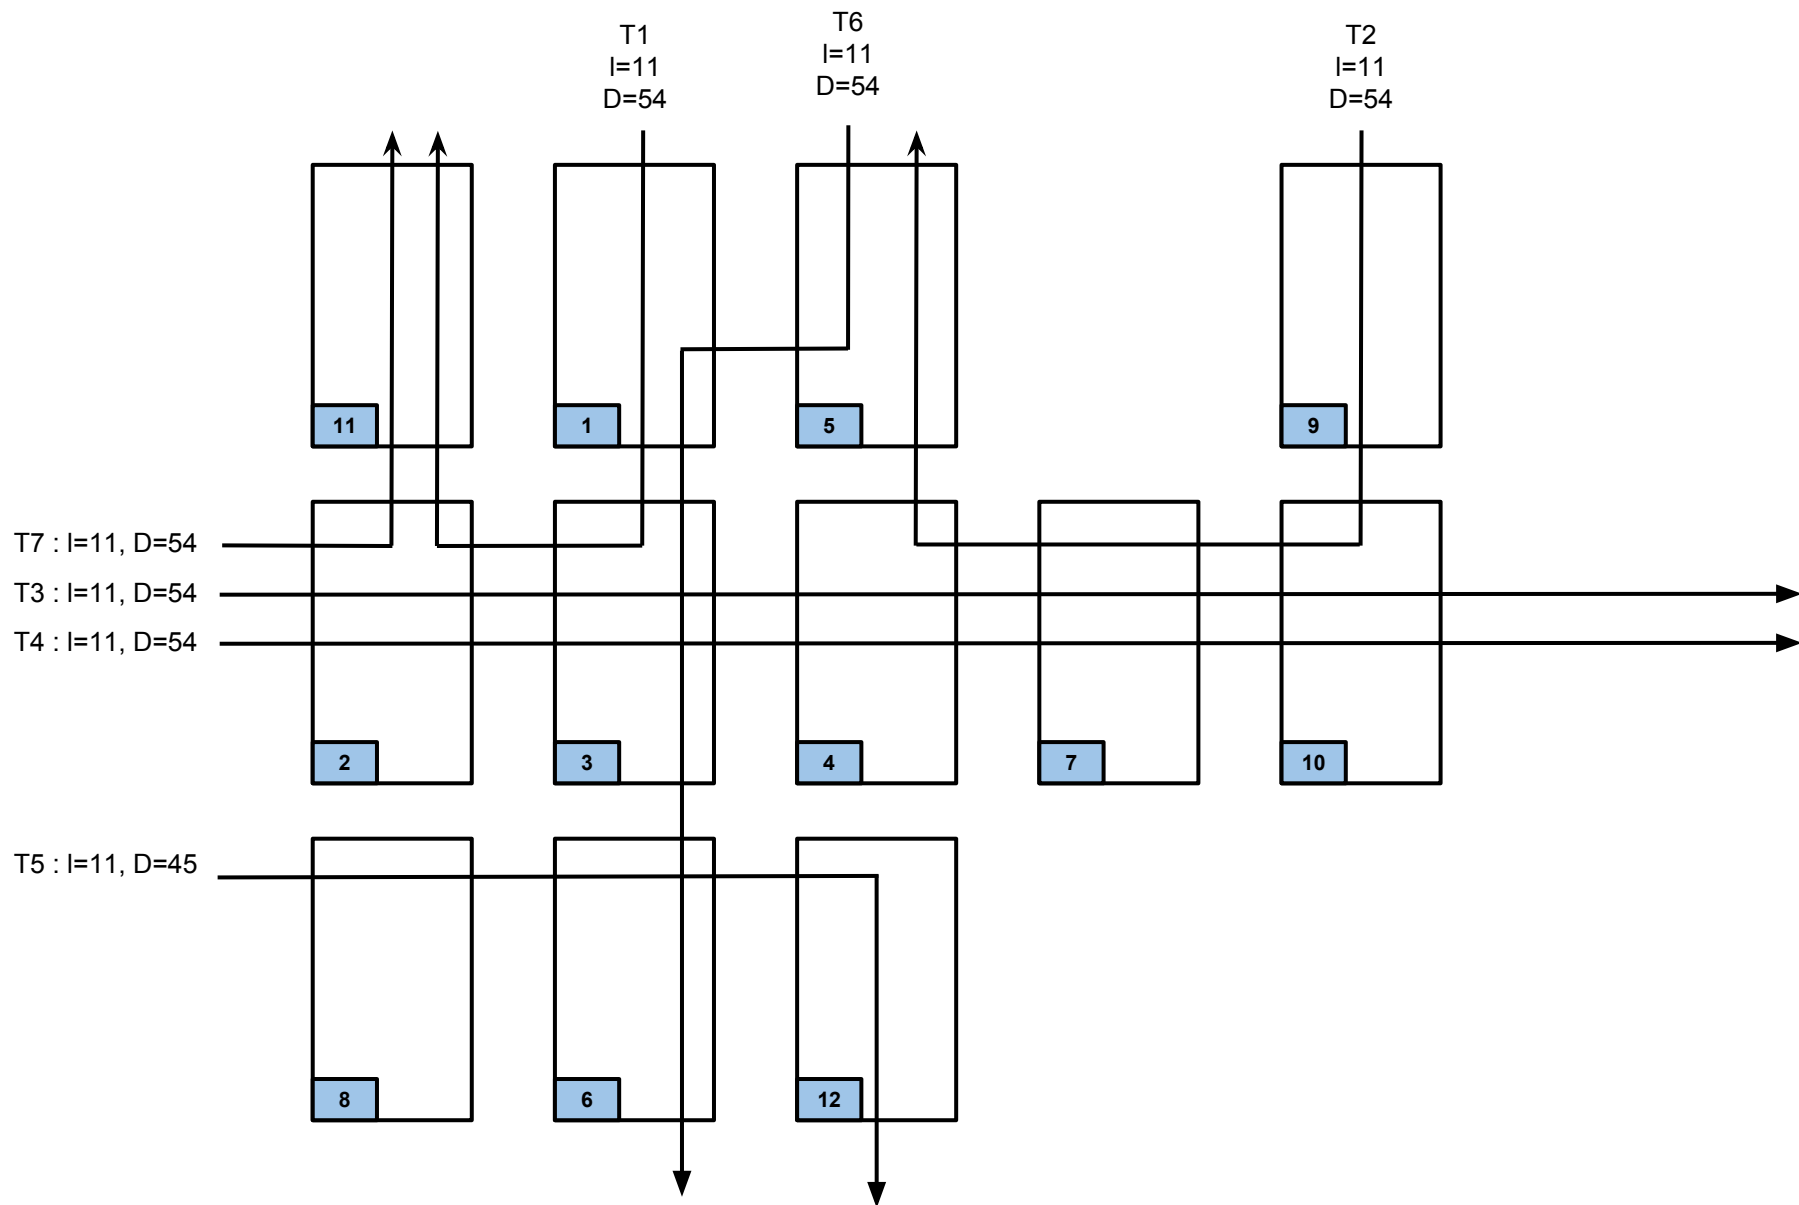 T1
I=11
D=54
T6
I=11
D=54
T2
I=11
D=54
11
1
5
9
T7 : I=11, D=54
T3 : I=11, D=54
T4 : I=11, D=54
2
3
4
7
10
T5 : I=11, D=45
8
6
12